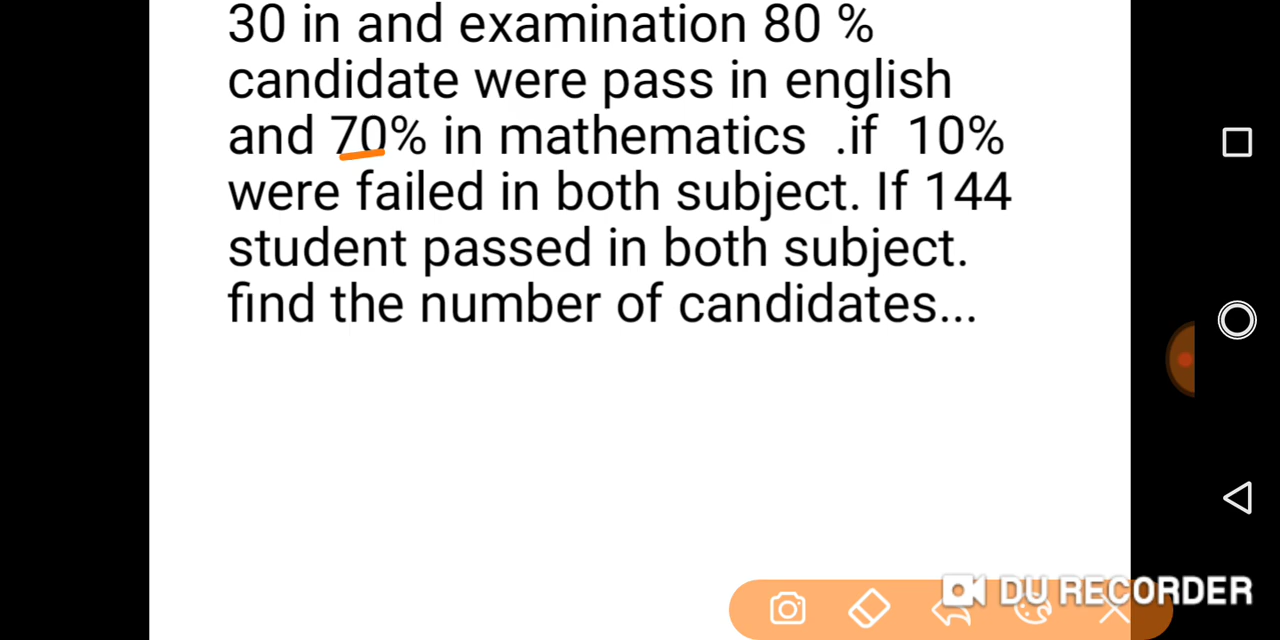 30 in and examination 80 %
candidate were pass in english
and 70% in mathematics .if 10%
were failed in both subject. If 144
student passed in both subject.
find the number of candidates...
DU RECORDER